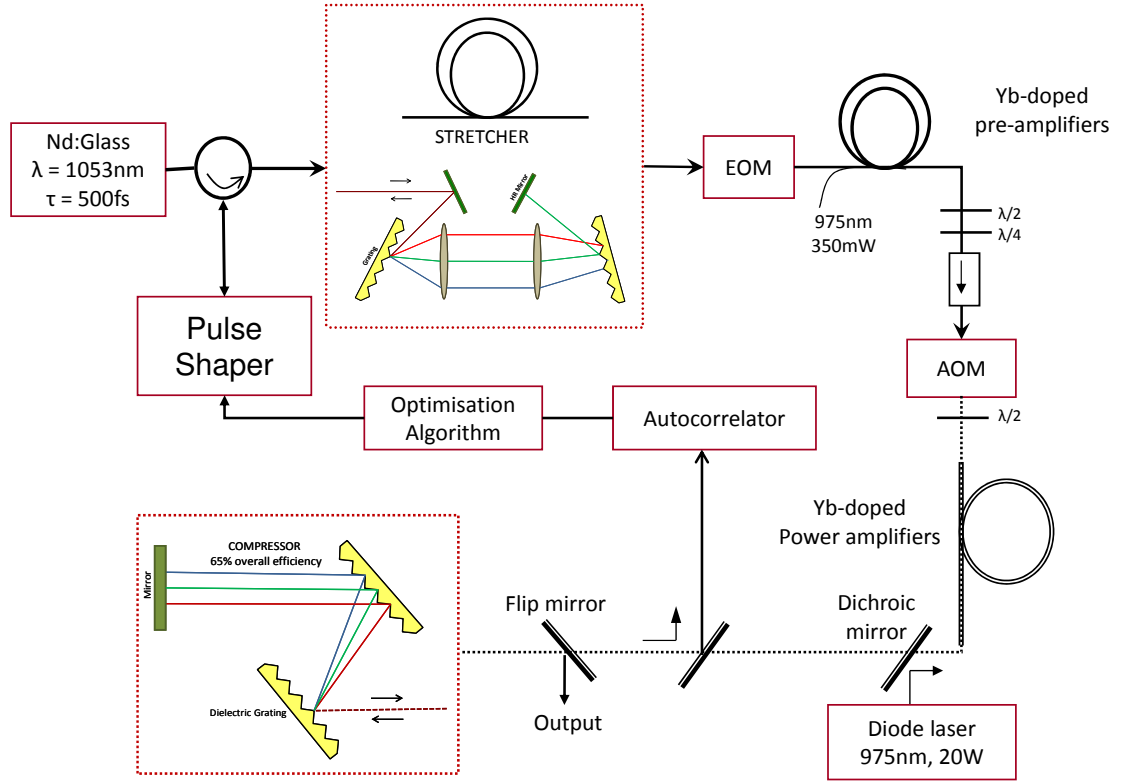 Nd:Glass
λ = 1053nm
τ = 500fs
STRETCHER
HR Mirror
Grating
EOM
Yb-doped
pre-amplifiers
975nm
350mW
λ/2
λ/4
AOM
λ/2
Pulse
Shaper
Optimisation
Algorithm
Autocorrelator
Yb-doped
Power amplifiers
COMPRESSOR
65% overall efficiency
Mirror
Dielectric Grating
Flip mirror
Output
Dichroic
mirror
Diode laser
975nm, 20W